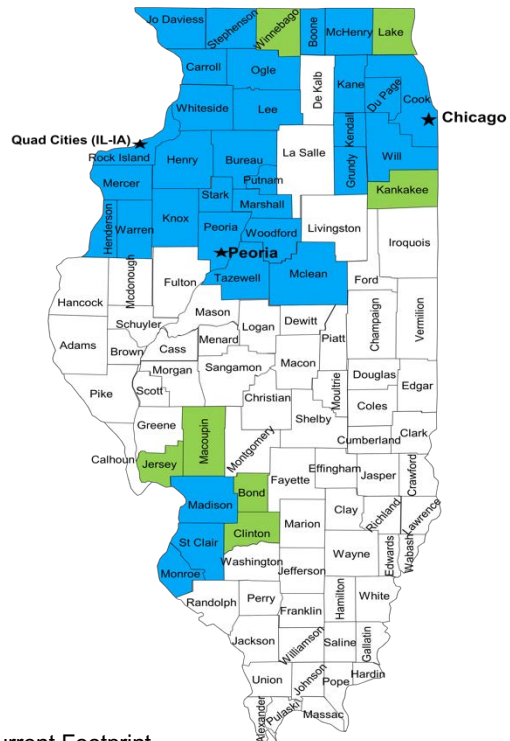 Jo Daviess
Stephenson
Winnebago
Boone
McHenry
Lake
Carroll
Ogle
De Kalb
Kane
Du Page
Cook
Chicago
Whiteside
Lee
Kendall
Quad Cities (IL-IA)
Rock Island
Henry
Bureau
La Salle
Grundy
Will
Mercer
Putnam
Stark
Marshall
Kankakee
Henderson
Warren
Knox
Peoria
Woodford
Livingston
Iroquois
Peoria
Tazewell
Mclean
Ford
Hancock
Mcdonough
Fulton
Mason
Logan
Dewitt
Piatt
Champaign
Vermilion
Schuyler
Adams
Brown
Cass
Menard
Macon
Morgan
Sangamon
Douglas
Edgar
Pike
Scott
Christian
Moultrie
Coles
Greene
Macoupin
Shelby
Cumberland
Clark
Calhoun
Jersey
Montgomery
Fayette
Effingham
Jasper
Crawford
Madison
Bond
Clay
Richland
Lawrence
Clinton
Marion
St Clair
Washington
Wayne
Edwards
Wabash
Monroe
Jefferson
Randolph
Perry
Hamilton
White
Franklin
Jackson
Williamson
Saline
Gallatin
Union
Johnson
Pope
Hardin
Alexander
Pulaski
Massac
urrent Footprint